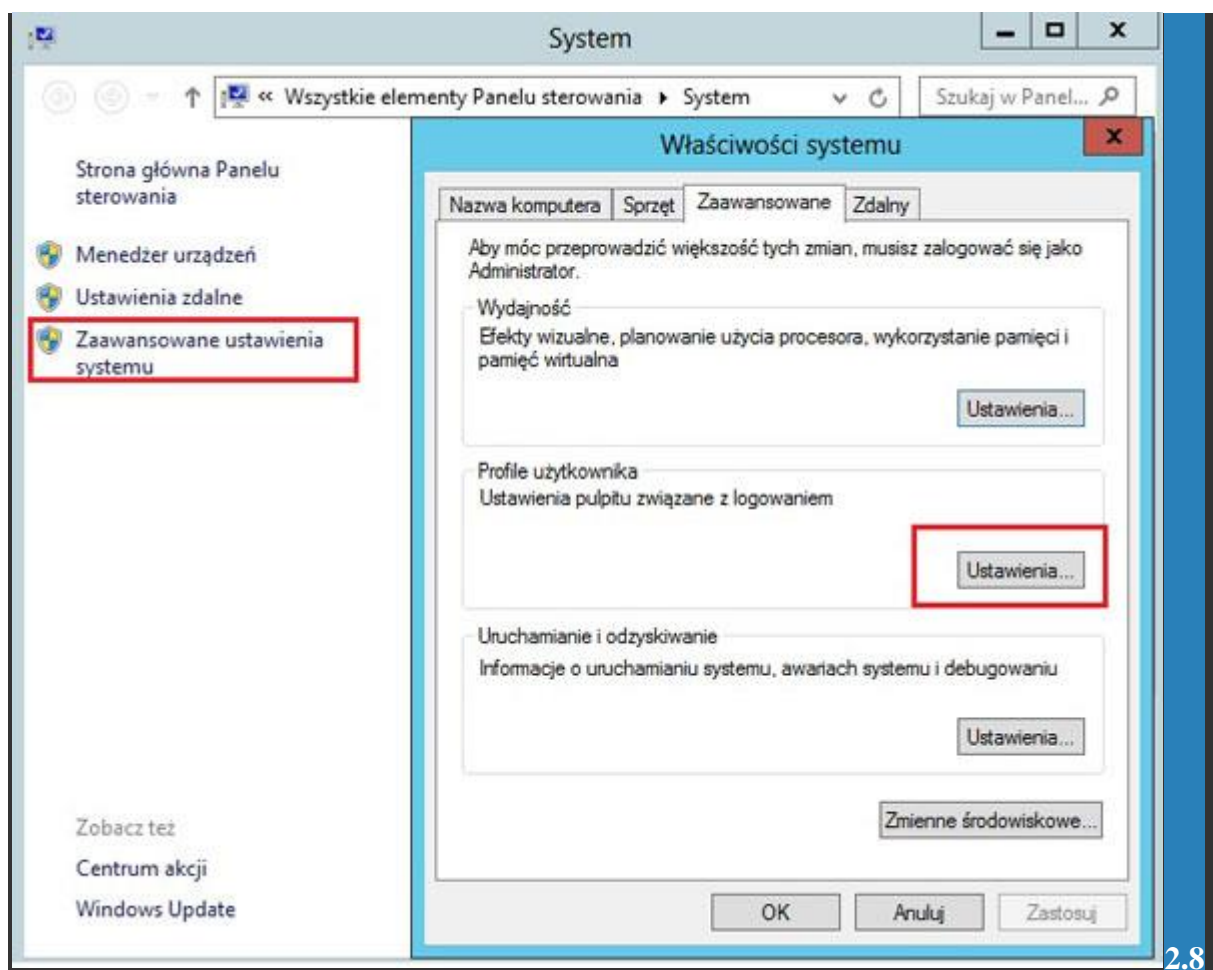 System
« Wszystkie elementy Panelu sterowania ▸ System
Szukaj w Panel...
Strona główna Panelu
sterowania
Menedżer urządzeń
Ustawienia zdalne
Zaawansowane ustawienia
systemu
Zobacz też
Centrum akcji
Windows Update
Właściwości systemu
Nazwa komputera
Sprzęt
Zaawansowane
Zdalny
Aby móc przeprowadzić większość tych zmian, musisz zalogować się jako
Administrator.
Wydajność
Efekty wizualne, planowanie użycia procesora, wykorzystanie pamięci i
pamięć wirtualna
Ustawienia...
Profile użytkownika
Ustawienia pulpitu związane z logowaniem
Ustawienia...
Uruchamianie i odzyskiwanie
Informacje o uruchamianiu systemu, awariach systemu i debugowaniu
Ustawienia...
Zmienne środowiskowe...
OK
Anuluj
Zastosuj
2.8